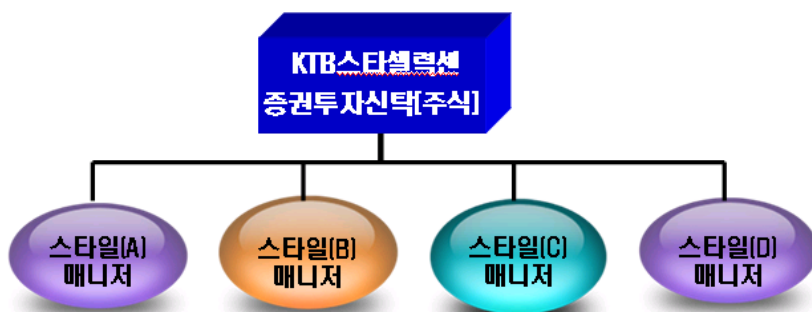 KTB스타셀렉션
증권투자신탁[주식]
스타일(A)
매니저
스타일(B)
매니저
스타일(C)
매니저
스타일(D)
매니저